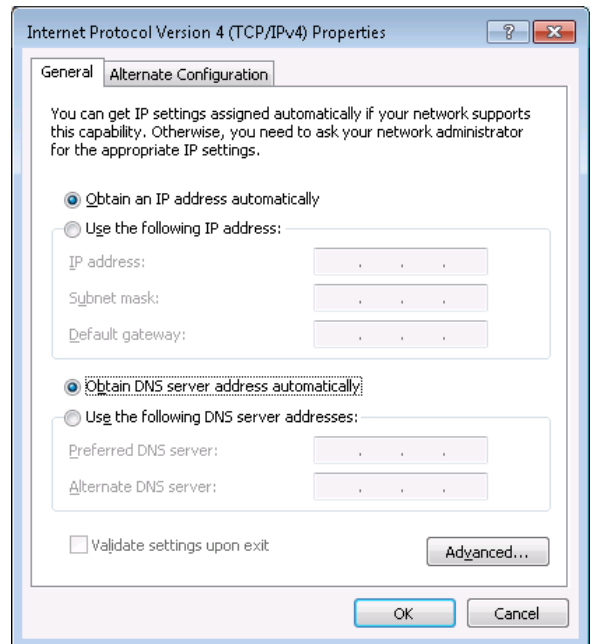 Internet Protocol Version 4 (TCP/IPv4) Properties
General
Alternate Configuration
You can get IP settings assigned automatically if your network supports
this capability. Otherwise, you need to ask your network administrator
for the appropriate IP settings.
Obtain an IP address automatically
Use the following IP address:
IP address:
Subnet mask:
Default gateway:
Obtain DNS server address automatically
Use the following DNS server addresses:
Preferred DNS server:
Alternate DNS server:
Validate settings upon exit
Advanced...
OK
Cancel